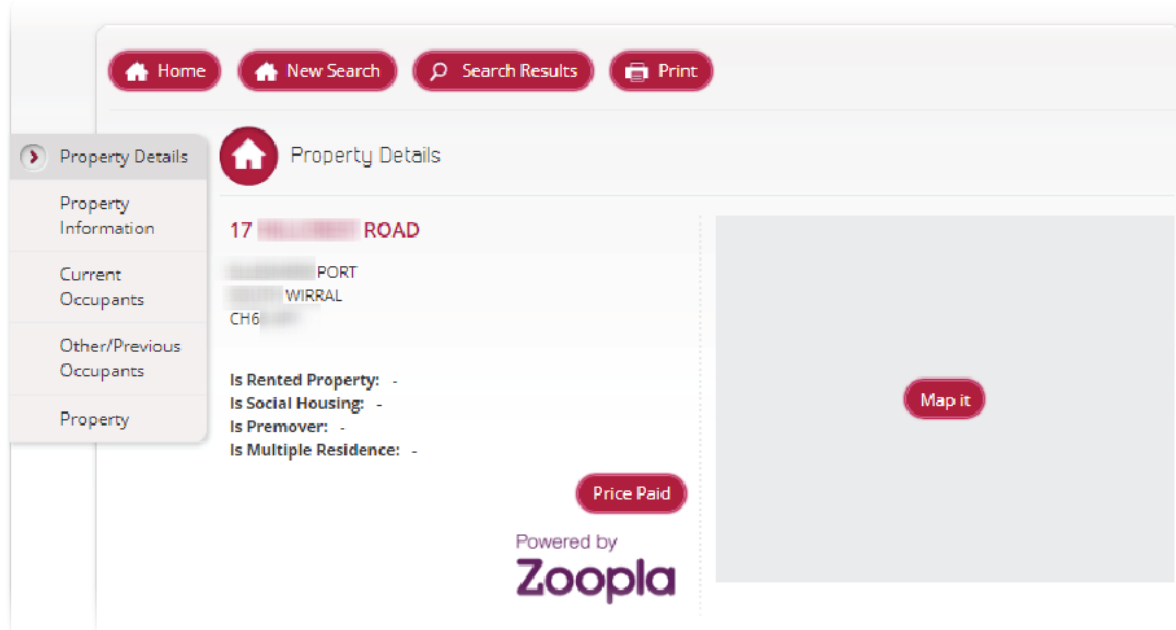 Home
New Search
Search Results
Print
Property Details
Property
Information
Current
Occupants
Other/Previous
Occupants
Property
Property Details
17 ROAD
PORT
WIRRAL
CH6
Is Rented Property: -
Is Social Housing: -
Is Premover: -
Is Multiple Residence: -
Price Paid
Powered by
Zoopla
Map it